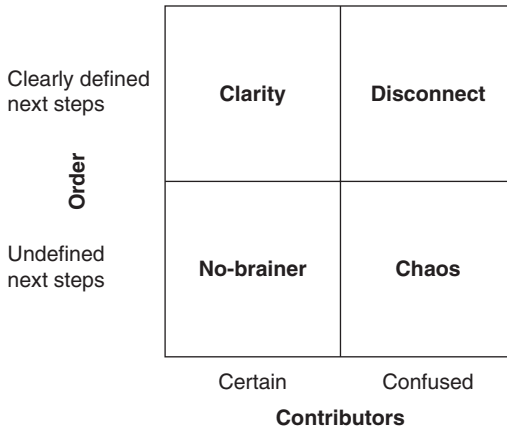 Clearly defined
next steps
Clarity
Disconnect
Order
Undefined
next steps
No-brainer
Chaos
Certain
Confused
Contributors